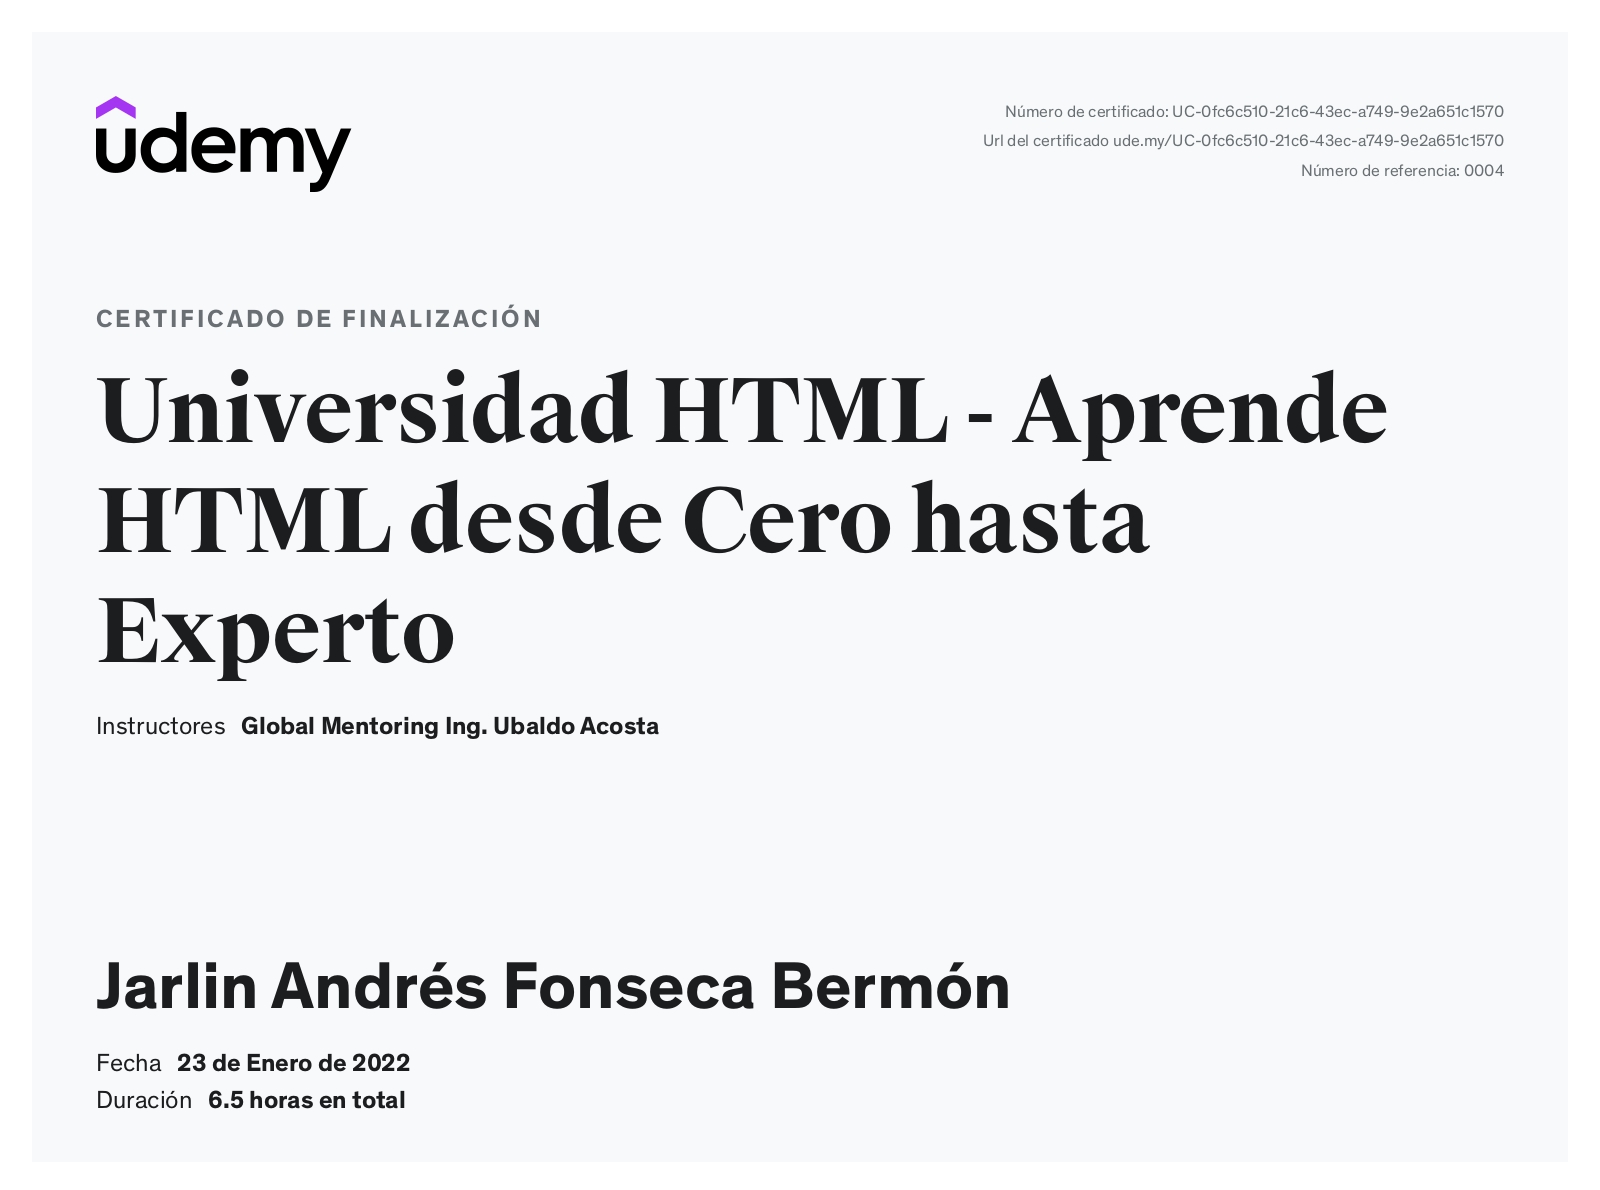 udemy
Número de certificado: UC-0fc6c510-21c6-43ec-a749-9e2a651c1570
Url del certificado ude.my/UC-0fc6c510-21c6-43ec-a749-9e2a651c1570
Número de referencia: 0004
CERTIFICADO DE FINALIZACIÓN
Universidad HTML - Aprende
HTML desde Cero hasta
Experto
Instructores Global Mentoring Ing. Ubaldo Acosta
Jarlin Andrés Fonseca Bermón
Fecha 23 de Enero de 2022
Duración 6.5 horas en total